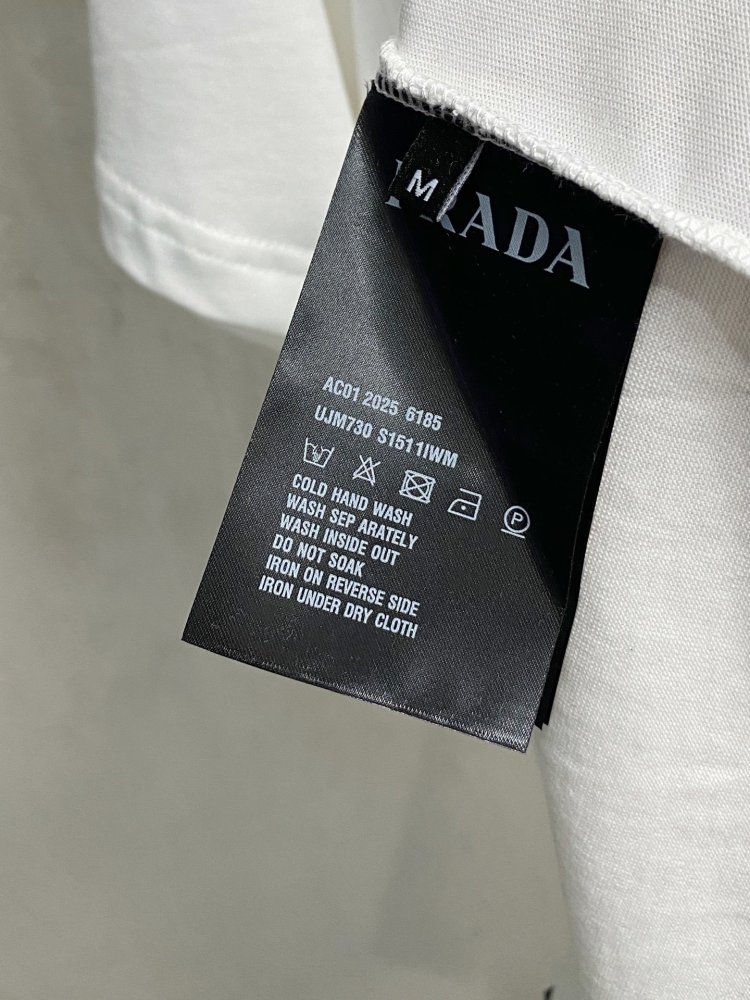 M
PRADA
AC01 2025 6185
UJM730 S1511IWM
P
COLD HAND WASH
WASH SEP ARATELY
WASH INSIDE OUT
DO NOT SOAK
IRON ON REVERSE SIDE
IRON UNDER DRY CLOTH